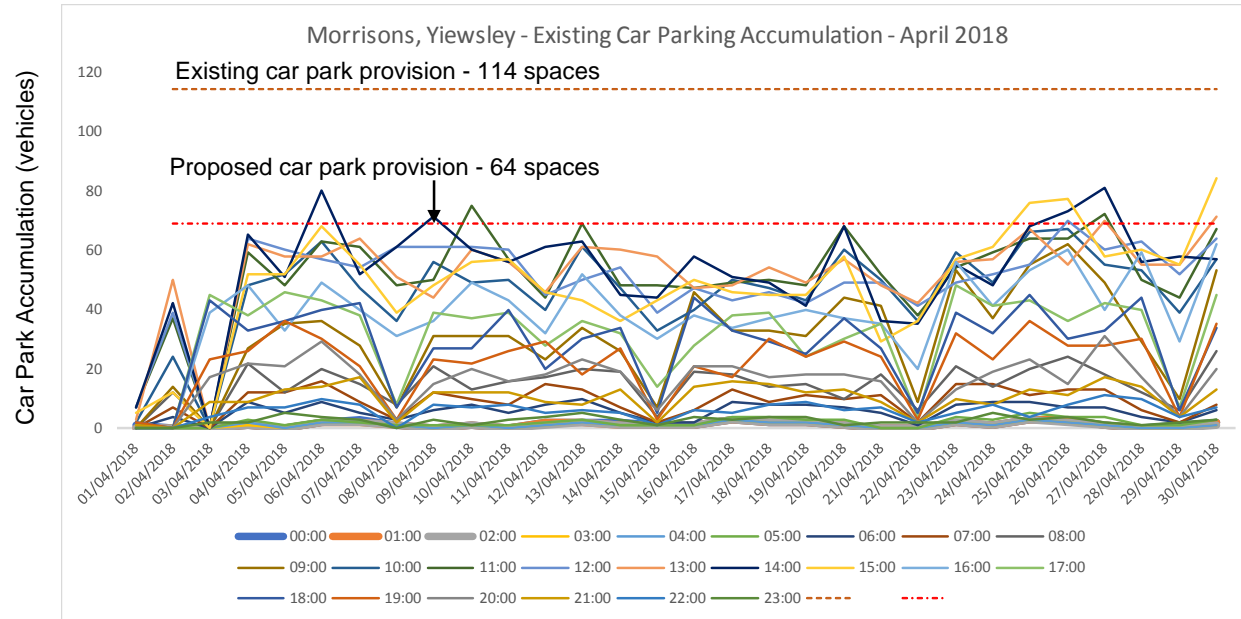 Morrisons, Yiewsley - Existing Car Parking Accumulation - April 2018
Car Park Accumulation (vehicles)
120
Existing car park provision - 114 spaces
100
Proposed car park provision - 64 spaces
80
60
40
20
0
01/04/2018 02/04/2018 03/04/2018 04/04/2018 05/04/2018 06/04/2018 07/04/2018 08/04/2018 09/04/2018 10/04/2018 11/04/2018 12/04/2018 13/04/2018 14/04/2018 15/04/2018 16/04/2018 17/04/2018 18/04/2018 19/04/2018 20/04/2018 21/04/2018 22/04/2018 23/04/2018 24/04/2018 25/04/2018 26/04/2018 27/04/2018 28/04/2018 29/04/2018 30/04/2018
00:00 01:00 02:00 03:00 04:00 05:00 06:00 07:00 08:00
09:00 10:00 11:00 12:00 13:00 14:00 15:00 16:00 17:00
18:00 19:00 20:00 21:00 22:00 23:00